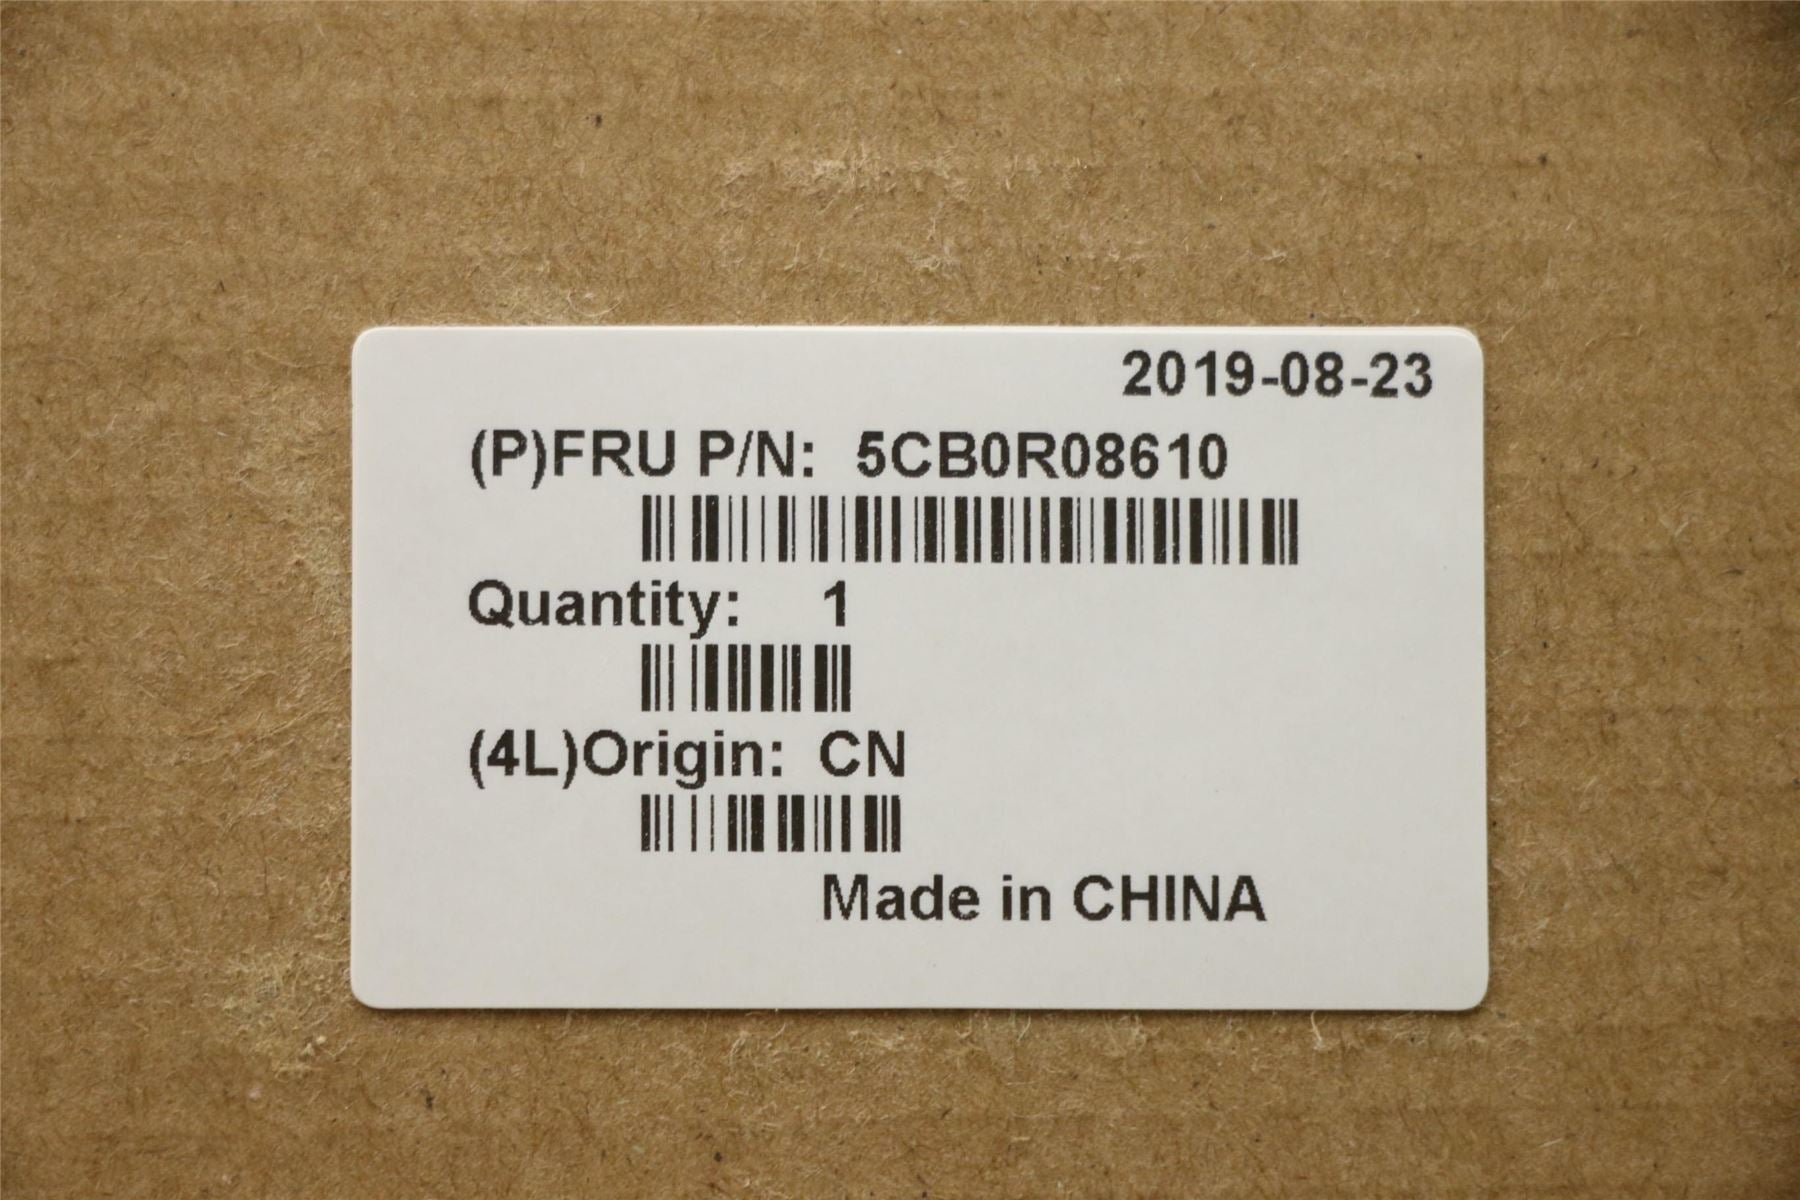 2019-08-23
(P)FRU P/N: 5CB0R08610
Quantity: 1
(4L)Origin: CN
Made in CHINA